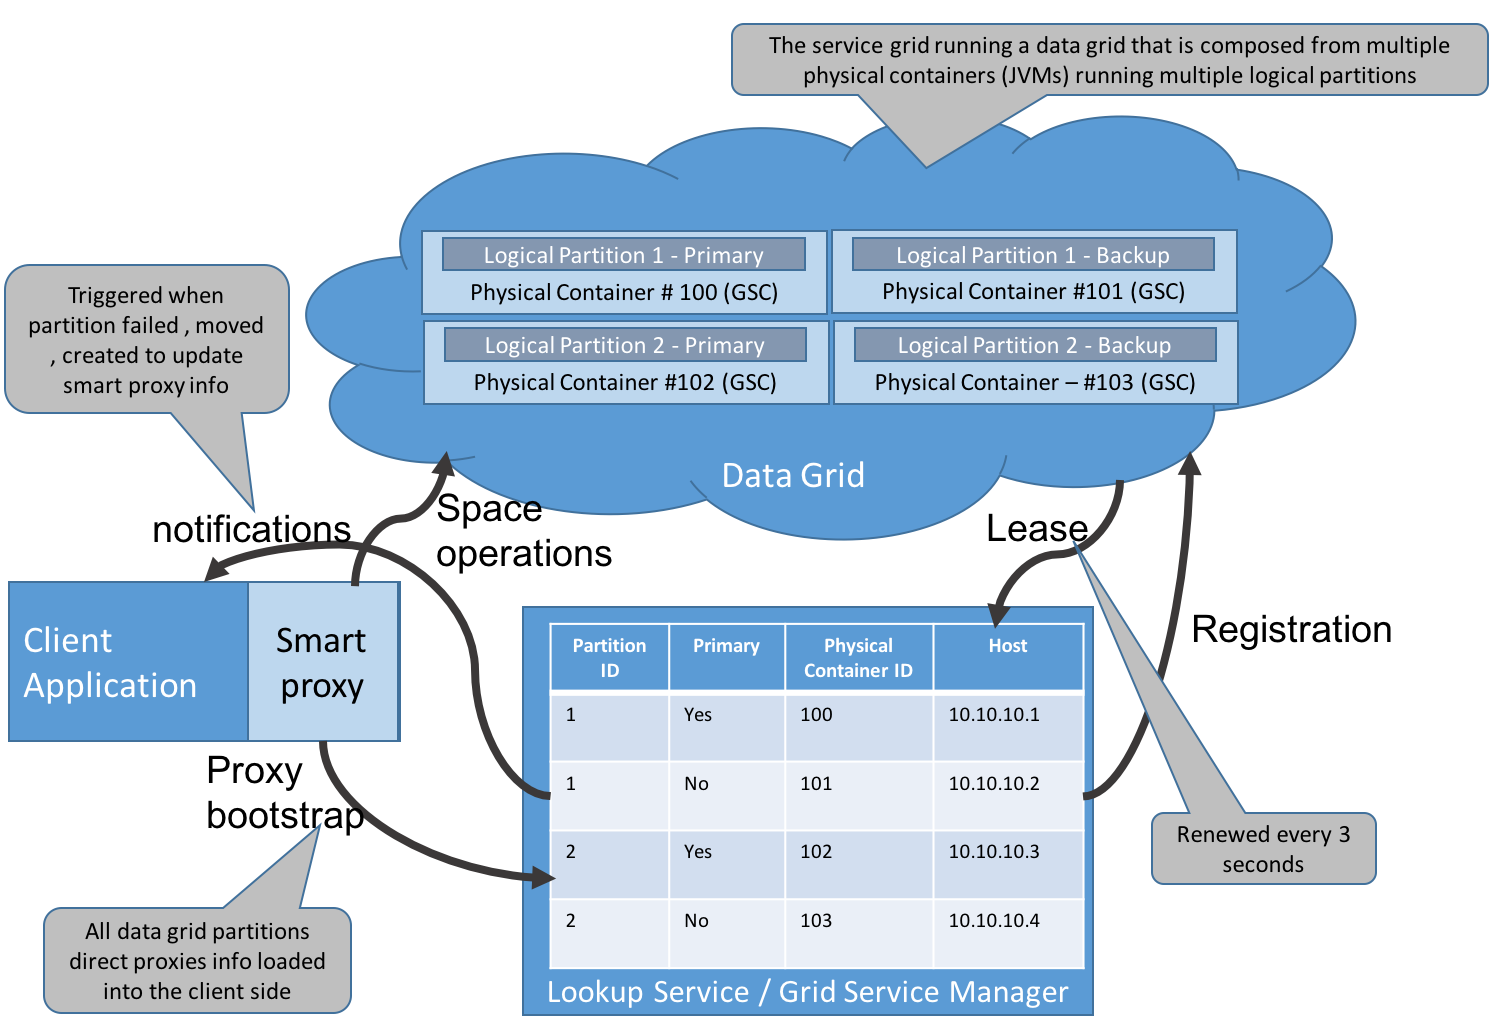 The service grid running a data grid that is composed from multiple
physical containers (JVMs) running multiple logical partitions
Logical Partition 1 - Primary
Physical Container # 100 (GSC)
Logical Partition 1 - Backup
Physical Container #101 (GSC)
Logical Partition 2 - Primary
Physical Container #102 (GSC)
Logical Partition 2 - Backup
Physical Container – #103 (GSC)
Data Grid
Triggered when
partition failed , moved
, created to update
smart proxy info
notifications
Space
operations
Lease
Registration
Client
Application
Smart
proxy
Proxy
bootstrap
All data grid partitions
direct proxies info loaded
into the client side
Renewed every 3
seconds
Partition
ID
Primary
Physical
Container ID
Host
1 Yes 100 10.10.10.1
1 No 101 10.10.10.2
2 Yes 102 10.10.10.3
2 No 103 10.10.10.4
Lookup Service / Grid Service Manager